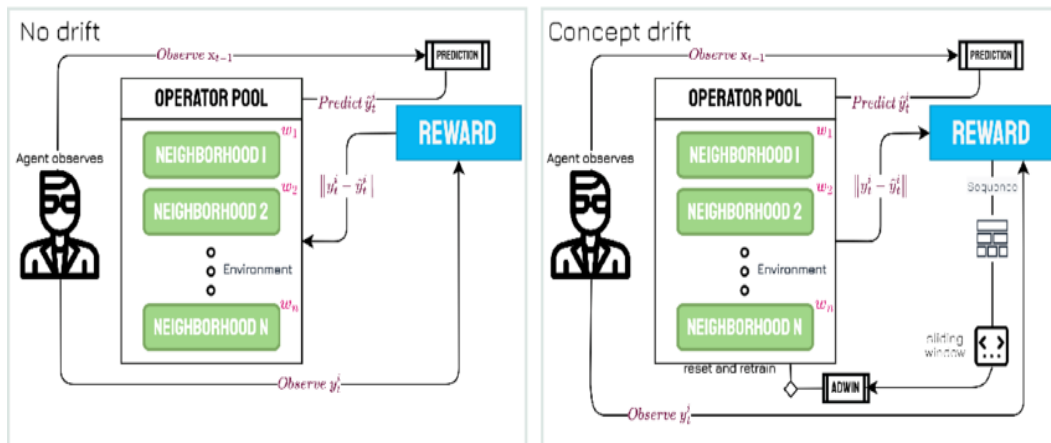 No drift
Observe x_{t-1}
PREDICTION
OPERATOR POOL
Predict ŷ_t^i
REWARD
w_1
NEIGHBORHOOD 1
Agent observes
‖y_t^i − ŷ_t^i‖
w_2
NEIGHBORHOOD 2
Environment
w_n
NEIGHBORHOOD N
Observe y_t^i
Concept drift
Observe x_{t-1}
PREDICTION
OPERATOR POOL
Predict ŷ_t^i
REWARD
w_1
NEIGHBORHOOD 1
Agent observes
‖y_t^i − ŷ_t^i‖
Sequence
w_2
NEIGHBORHOOD 2
Environment
w_n
NEIGHBORHOOD N
sliding
window
reset and retrain
ADWIN
Observe y_t^i